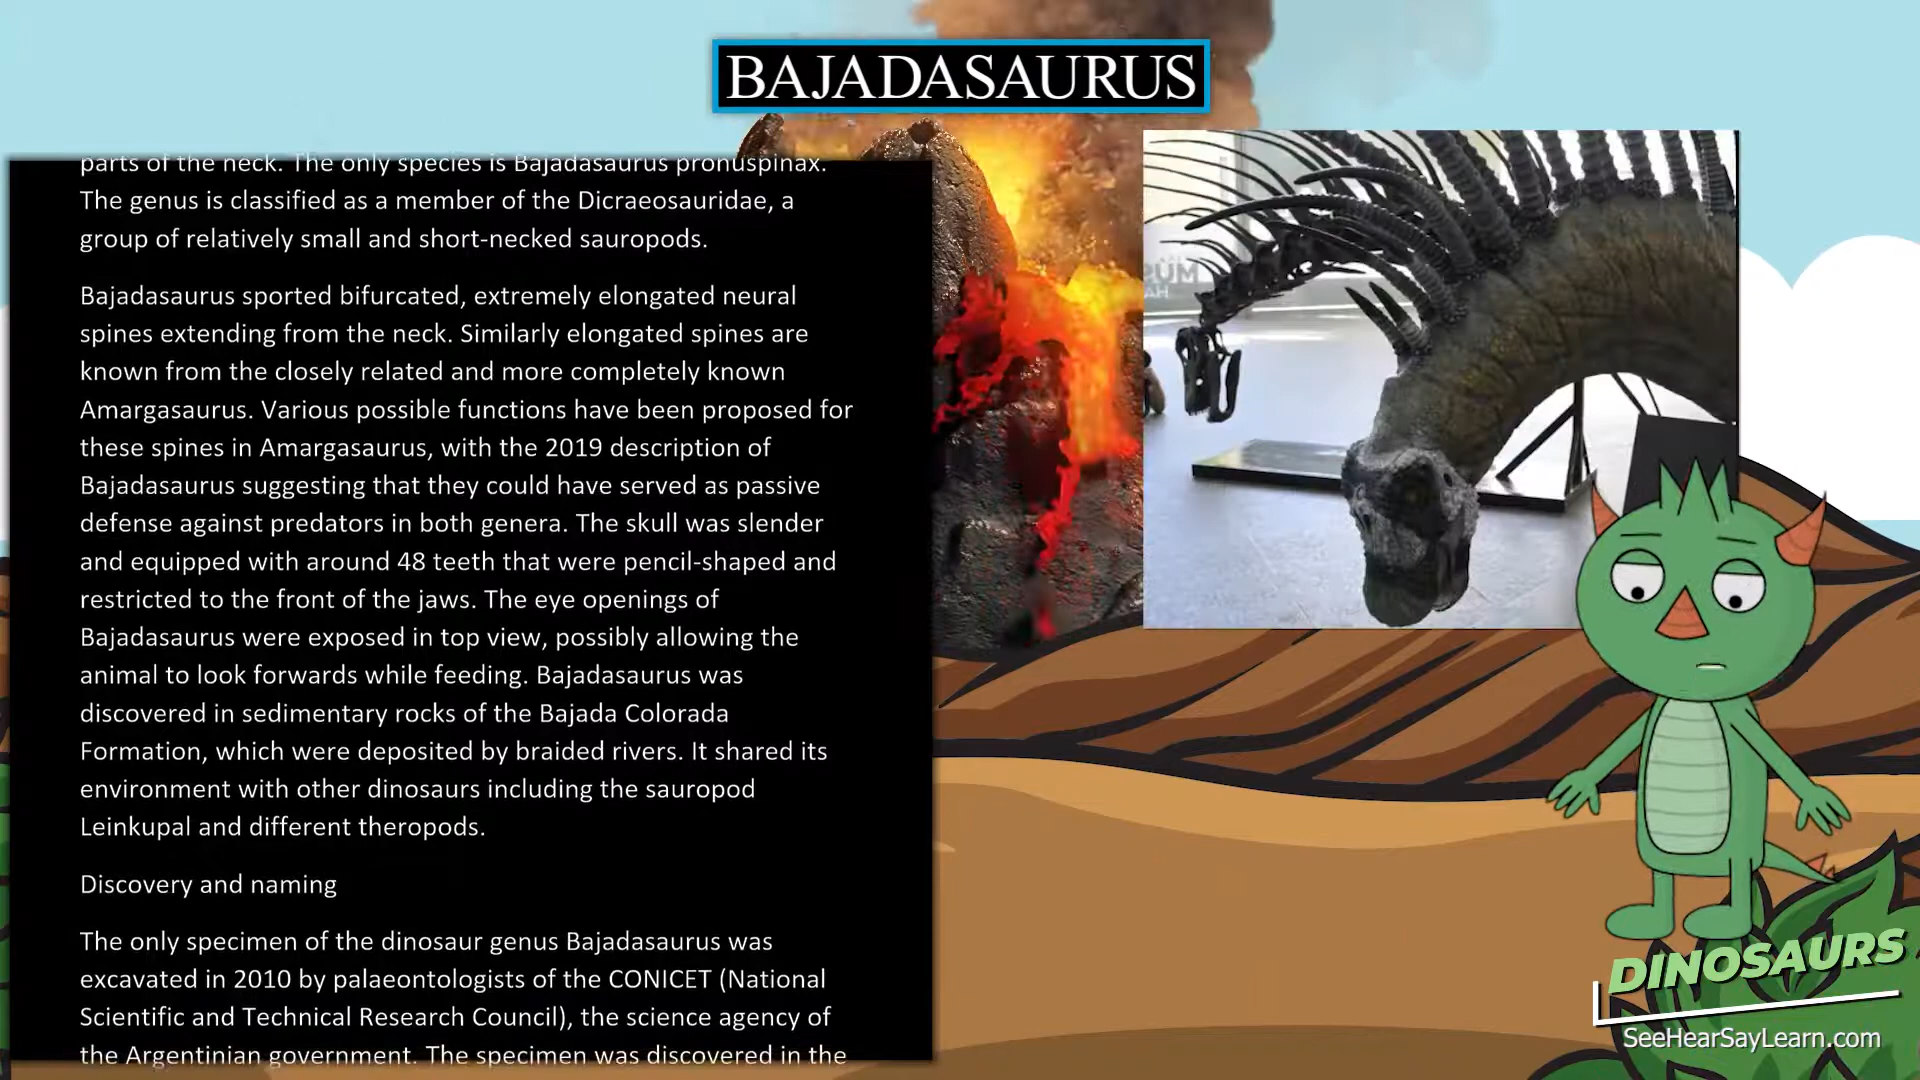 BAJADASAURUS
parts of the neck. The only species is Bajadasaurus pronuspinax.
The genus is classified as a member of the Dicraeosauridae, a
group of relatively small and short-necked sauropods.
Bajadasaurus sported bifurcated, extremely elongated neural
spines extending from the neck. Similarly elongated spines are
known from the closely related and more completely known
Amargasaurus. Various possible functions have been proposed for
these spines in Amargasaurus, with the 2019 description of
Bajadasaurus suggesting that they could have served as passive
defense against predators in both genera. The skull was slender
and equipped with around 48 teeth that were pencil-shaped and
restricted to the front of the jaws. The eye openings of
Bajadasaurus were exposed in top view, possibly allowing the
animal to look forwards while feeding. Bajadasaurus was
discovered in sedimentary rocks of the Bajada Colorada
Formation, which were deposited by braided rivers. It shared its
environment with other dinosaurs including the sauropod
Leinkupal and different theropods.
Discovery and naming
The only specimen of the dinosaur genus Bajadasaurus was
excavated in 2010 by palaeontologists of the CONICET (National
Scientific and Technical Research Council), the science agency of
the Argentinian government. The specimen was discovered in the
DINOSAURS
SeeHearSayLearn.com